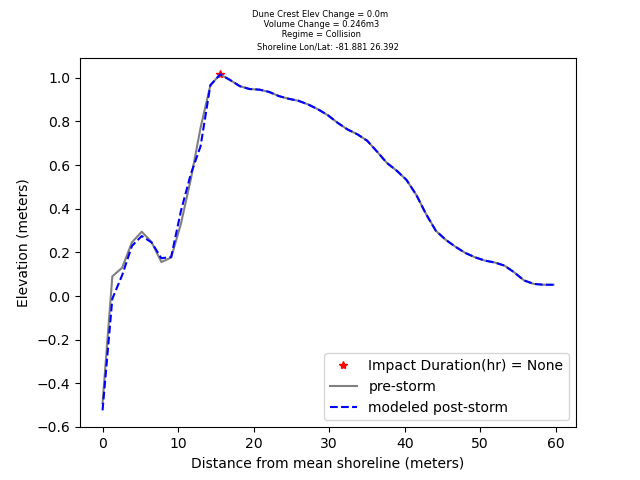 Dune Crest Elev Change = 0.0m
Volume Change = 0.246m3
Regime = Collision
Shoreline Lon/Lat: -81.881 26.392
1.0
0.8
0.6
0.4
0.2
0.0
−0.2
−0.4
−0.6
Elevation (meters)
Impact Duration(hr) = None
pre-storm
modeled post-storm
0 10 20 30 40 50 60
Distance from mean shoreline (meters)